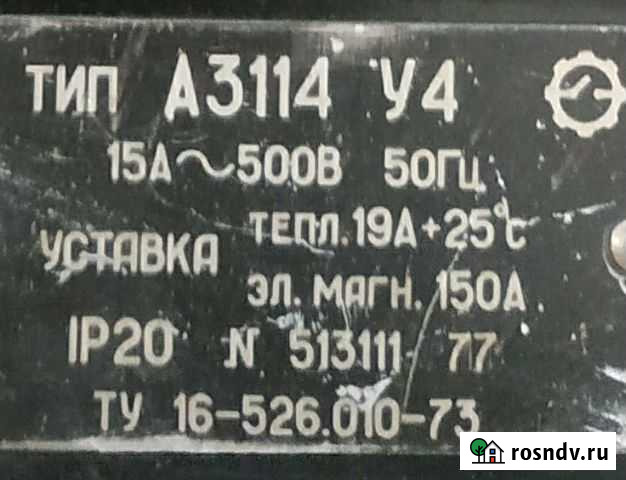 ТИП А3114 У4
15А~500В 50ГЦ
УСТАВКА ТЕПЛ.19А+25°С
ЭЛ. МАГН. 150А
IP20 N 513111 77
ТУ 16-526.010-73
rosndv.ru